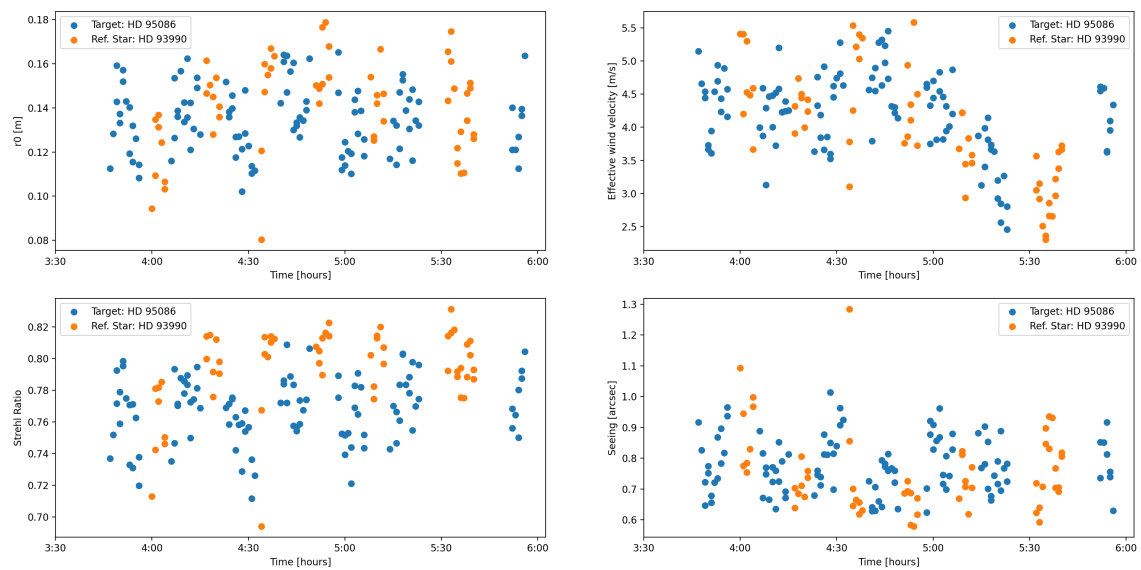 0.18
0.16
0.14
0.12
0.10
0.08
r0 [m]
Target: HD 95086
Ref. Star: HD 93990
3:30 4:00 4:30 5:00 5:30 6:00
Time [hours]
5.5
5.0
4.5
4.0
3.5
3.0
2.5
Effective wind velocity [m/s]
Target: HD 95086
Ref. Star: HD 93990
3:30 4:00 4:30 5:00 5:30 6:00
Time [hours]
0.82
0.80
0.78
0.76
0.74
0.72
0.70
Strehl Ratio
Target: HD 95086
Ref. Star: HD 93990
3:30 4:00 4:30 5:00 5:30 6:00
Time [hours]
1.3
1.2
1.1
1.0
0.9
0.8
0.7
0.6
Seeing [arcsec]
Target: HD 95086
Ref. Star: HD 93990
3:30 4:00 4:30 5:00 5:30 6:00
Time [hours]